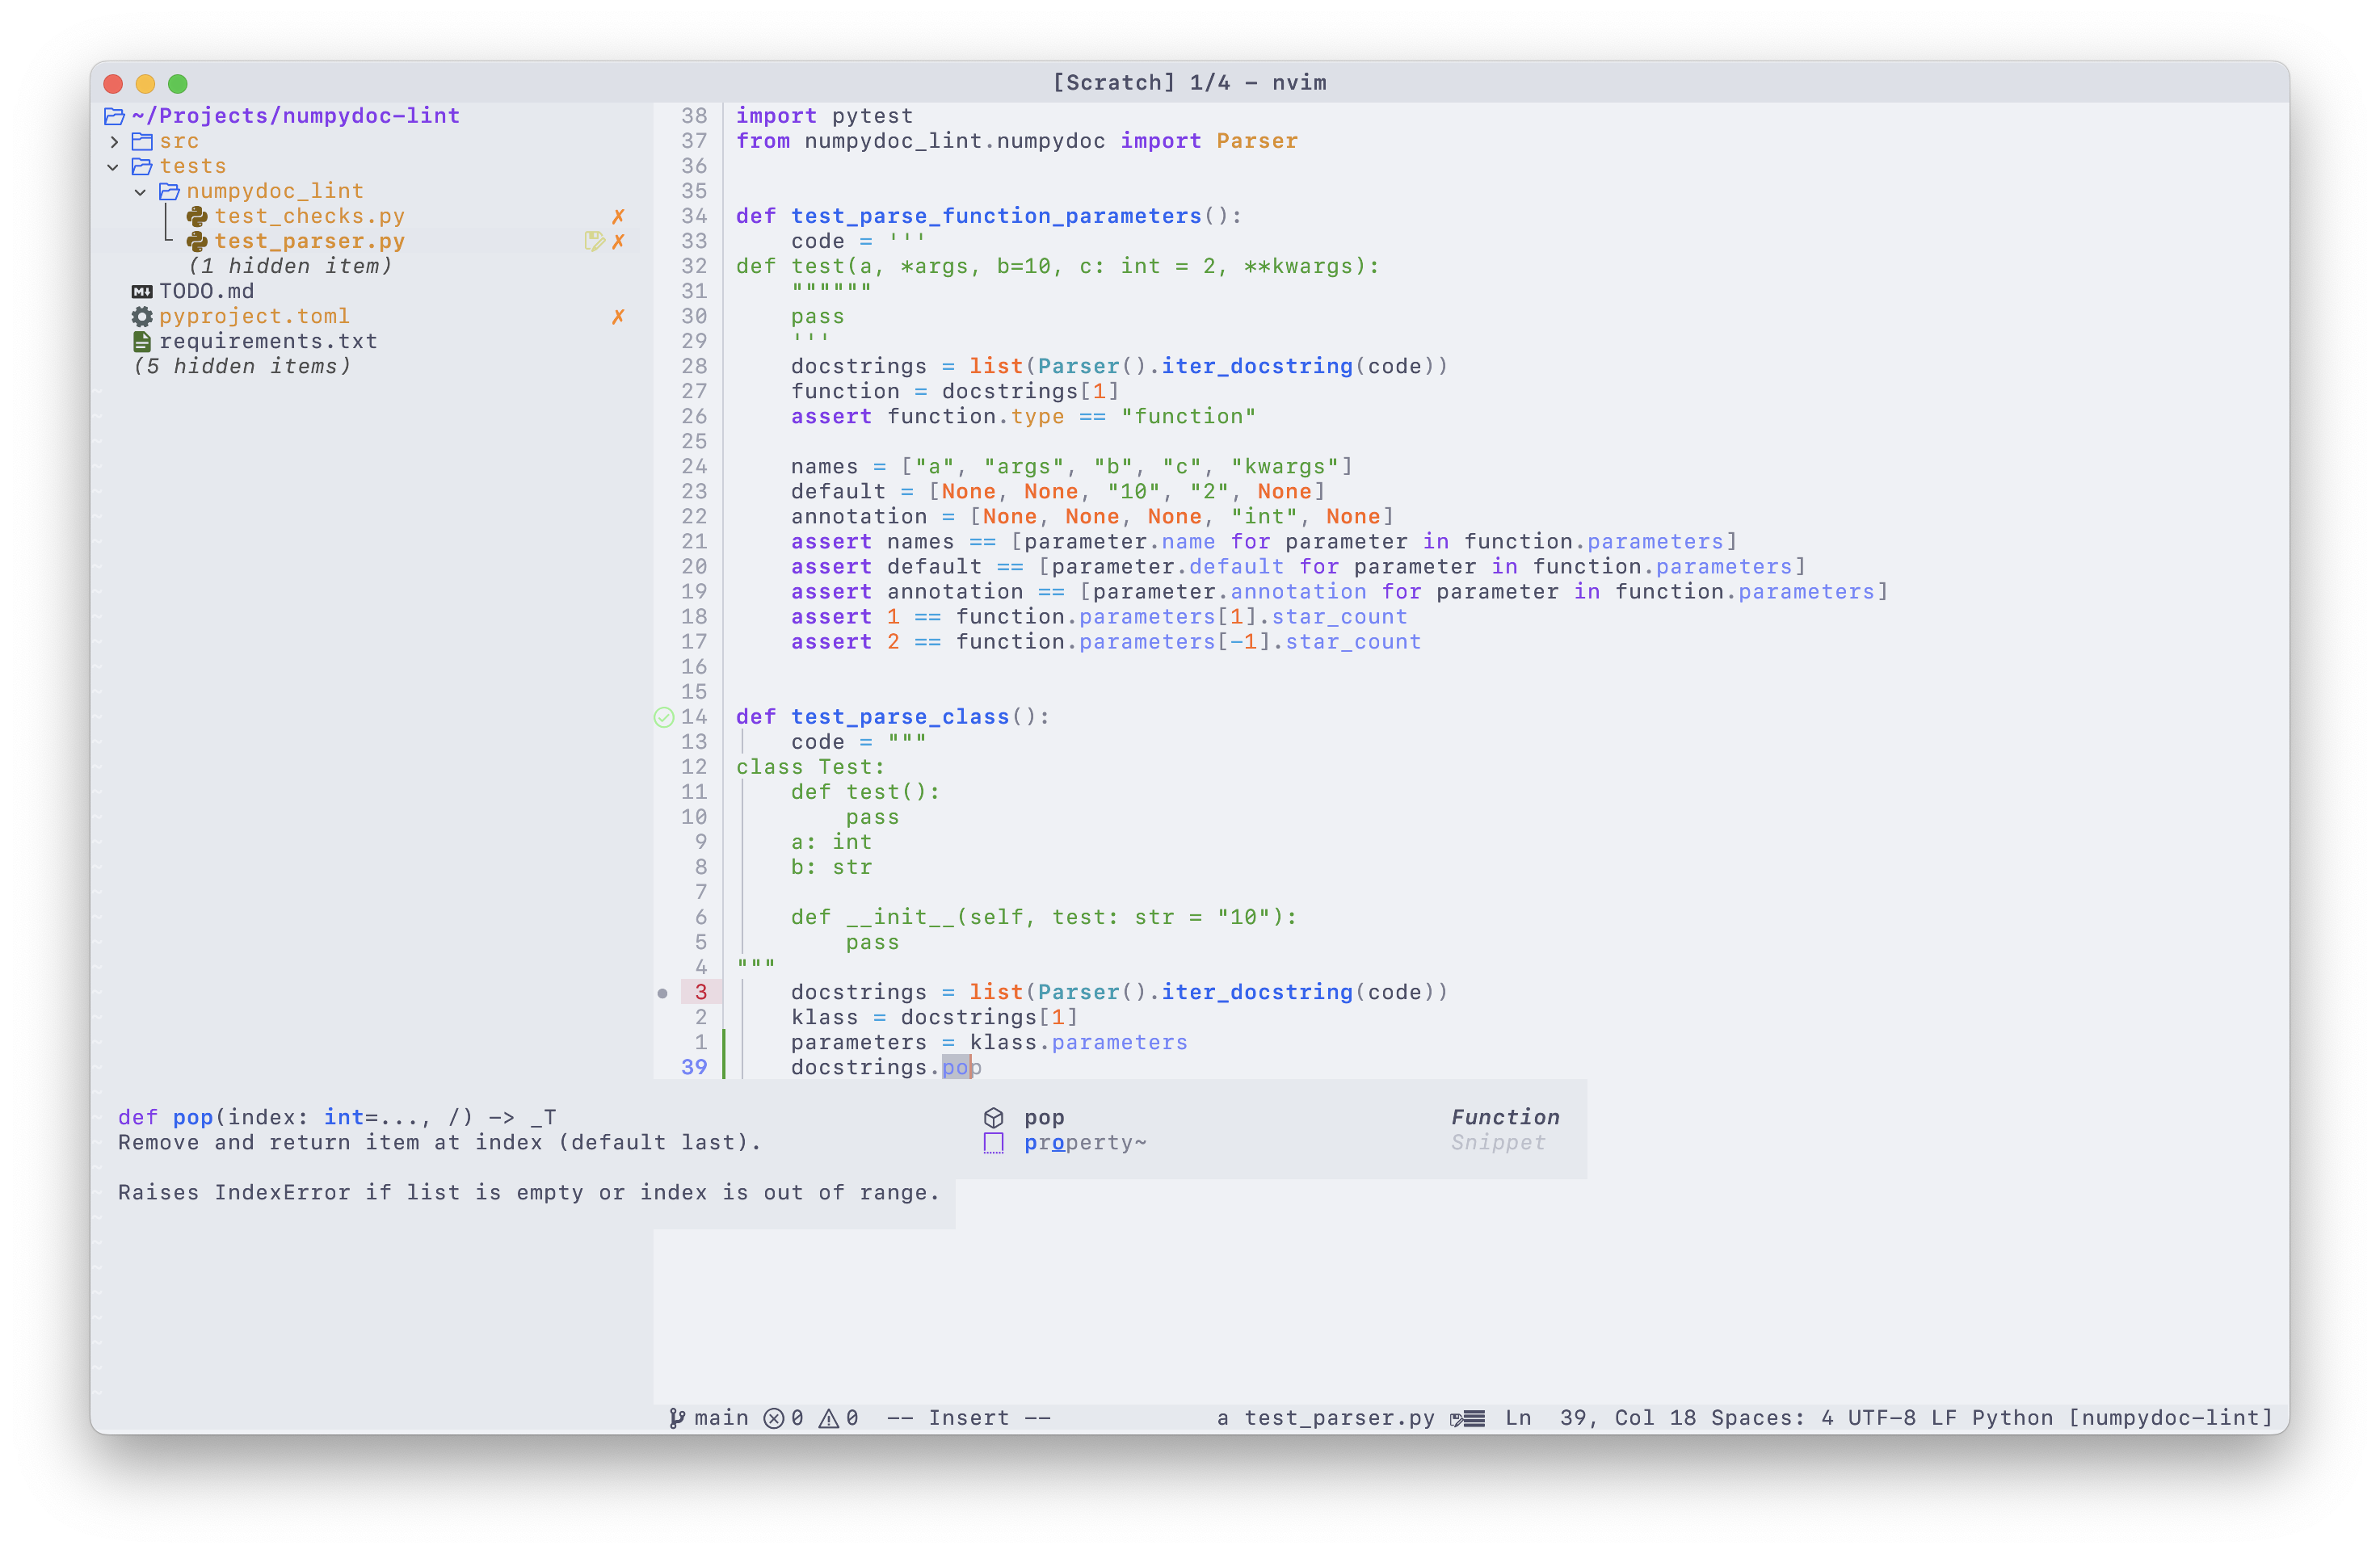 [Scratch] 1/4 – nvim
~/Projects/numpydoc-lint
src
tests
numpydoc_lint
test_checks.py ✗
test_parser.py ✗
(1 hidden item)
TODO.md
pyproject.toml ✗
requirements.txt
(5 hidden items)
38 import pytest
37 from numpydoc_lint.numpydoc import Parser
36
35
34 def test_parse_function_parameters():
33     code = '''
32 def test(a, *args, b=10, c: int = 2, **kwargs):
31     """"""
30     pass
29     '''
28     docstrings = list(Parser().iter_docstring(code))
27     function = docstrings[1]
26     assert function.type == "function"
25
24     names = ["a", "args", "b", "c", "kwargs"]
23     default = [None, None, "10", "2", None]
22     annotation = [None, None, None, "int", None]
21     assert names == [parameter.name for parameter in function.parameters]
20     assert default == [parameter.default for parameter in function.parameters]
19     assert annotation == [parameter.annotation for parameter in function.parameters]
18     assert 1 == function.parameters[1].star_count
17     assert 2 == function.parameters[-1].star_count
16
15
14 def test_parse_class():
13     code = """
12 class Test:
11     def test():
10         pass
9     a: int
8     b: str
7
6     def __init__(self, test: str = "10"):
5         pass
4 """
3     docstrings = list(Parser().iter_docstring(code))
2     klass = docstrings[1]
1     parameters = klass.parameters
39     docstrings.pop
def pop(index: int=..., /) -> _T
Remove and return item at index (default last).
Raises IndexError if list is empty or index is out of range.
pop Function
property~ Snippet
main 0 0 -- Insert -- a test_parser.py Ln 39, Col 18 Spaces: 4 UTF-8 LF Python [numpydoc-lint]